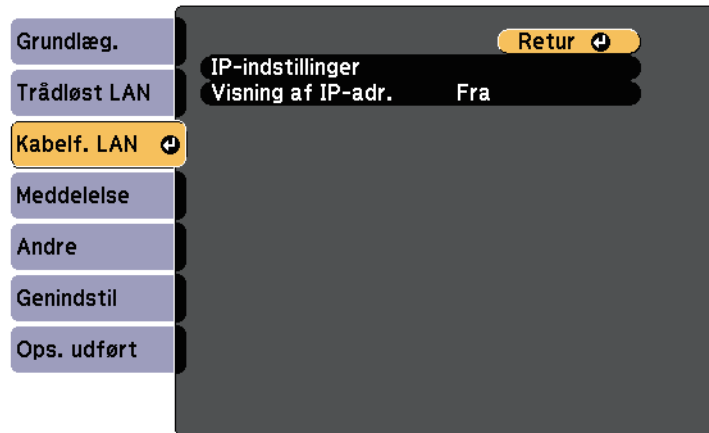 Grundlæg.
Trådløst LAN
Kabelf. LAN
Meddelelse
Andre
Genindstil
Ops. udført
Retur
IP-indstillinger
Visning af IP-adr. Fra